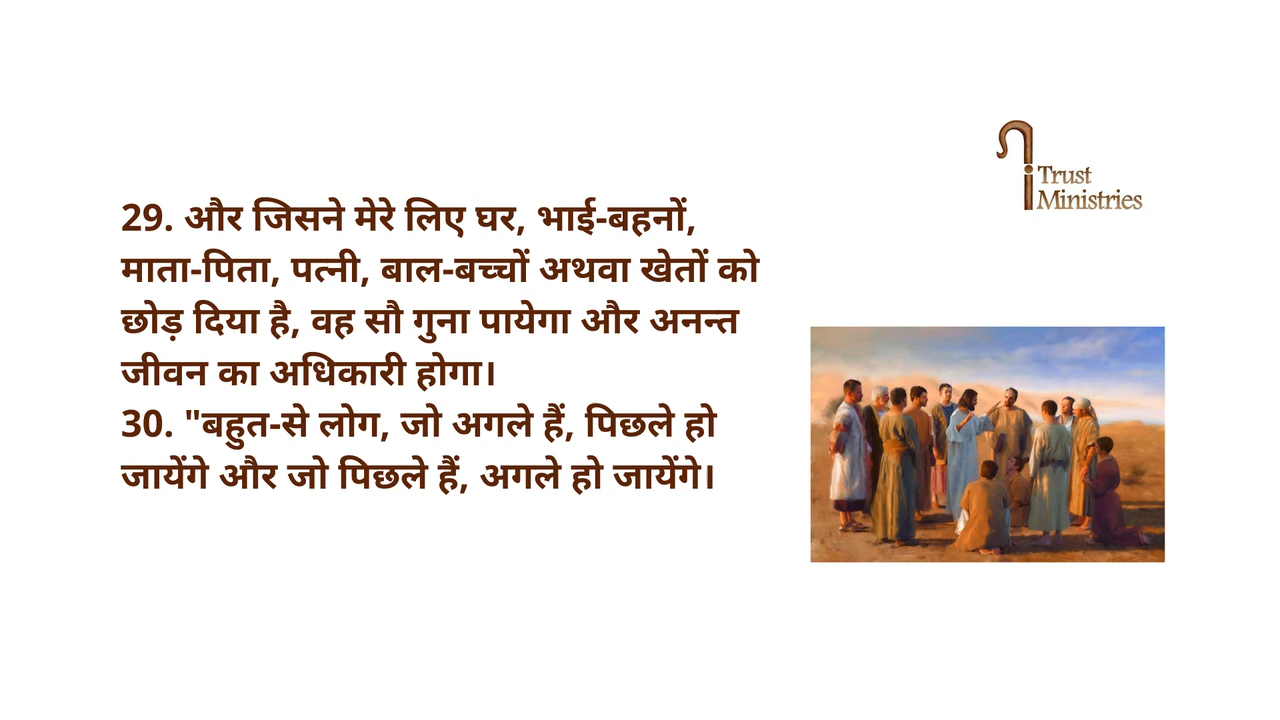 29. और जिसने मेरे लिए घर, भाई-बहनों,
माता-पिता, पत्नी, बाल-बच्चों अथवा खेतों को
छोड़ दिया है, वह सौ गुना पायेगा और अनन्त
जीवन का अधिकारी होगा।
30. "बहुत-से लोग, जो अगले हैं, पिछले हो
जायेंगे और जो पिछले हैं, अगले हो जायेंगे।
iTrust
Ministries